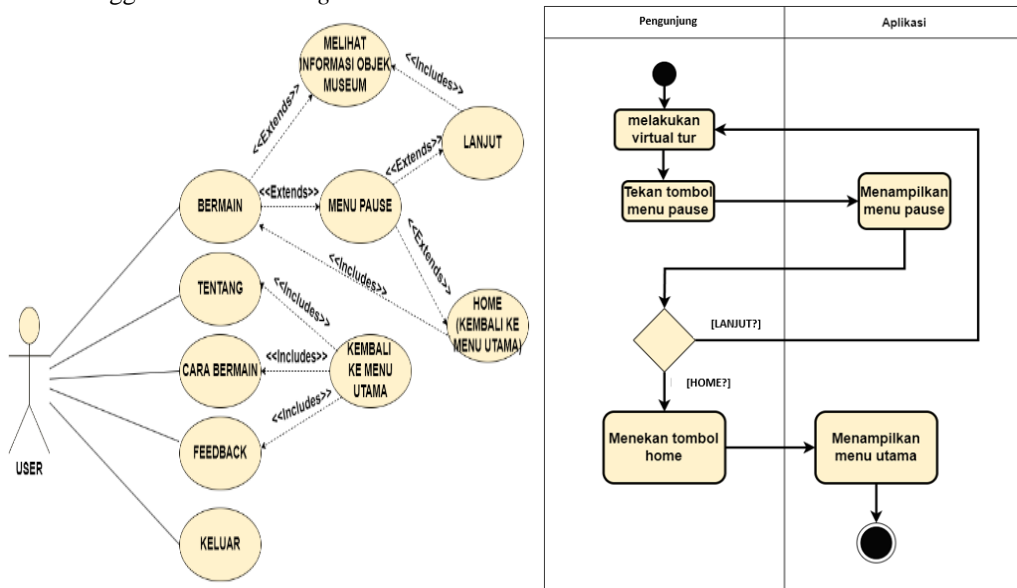 MELIHAT
INFORMASI OBJEK
MUSEUM
<<Includes>>
<<Extends>>
LANJUT
<<Extends>>
BERMAIN
<<Extends>>
MENU PAUSE
<<Extends>>
<<Includes>>
TENTANG
<<Includes>>
HOME
(KEMBALI KE
MENU UTAMA)
CARA BERMAIN
<<Includes>>
KEMBALI
KE MENU
UTAMA
<<Includes>>
FEEDBACK
USER
KELUAR
Pengunjung
Aplikasi
melakukan
virtual tur
Tekan tombol
menu pause
Menampilkan
menu pause
[LANJUT?]
[HOME?]
Menekan tombol
home
Menampilkan
menu utama